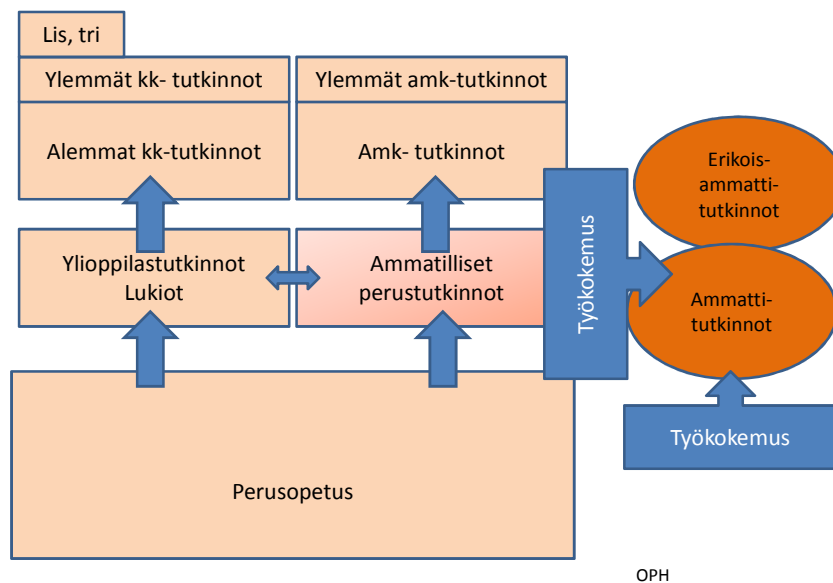 Lis, tri
Ylemmät kk- tutkinnot
Ylemmät amk-tutkinnot
Alemmat kk-tutkinnot
Amk- tutkinnot
Erikois-
ammatti-
tutkinnot
Työkokemus
Ylioppilastutkinnot
Lukiot
Ammatilliset
perustutkinnot
Ammatti-
tutkinnot
Työkokemus
Perusopetus
OPH